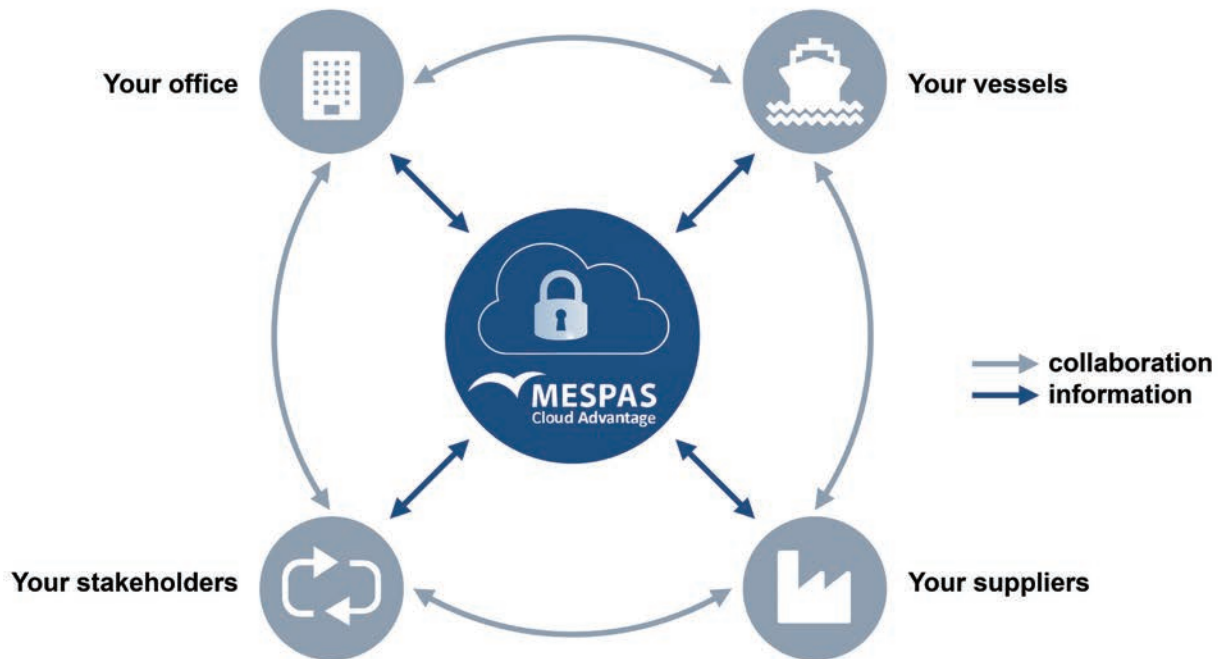 Your office
Your vessels
MESPAS
Cloud Advantage
collaboration
information
Your stakeholders
Your suppliers